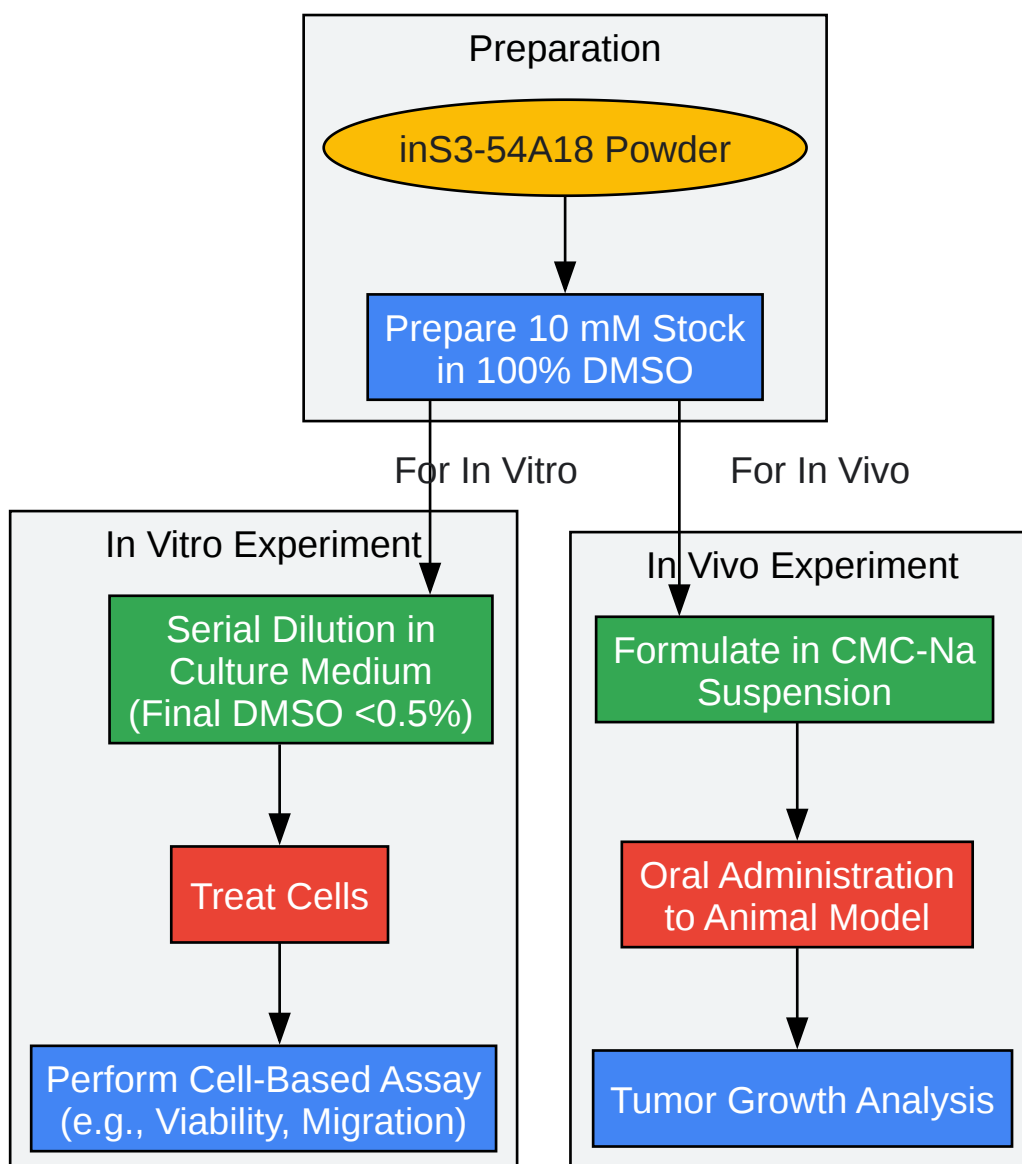 Preparation
inS3-54A18 Powder
Prepare 10 mM Stock
in 100% DMSO
For In Vitro
For In Vivo
In Vitro Experiment
Serial Dilution in
Culture Medium
(Final DMSO <0.5%)
Treat Cells
Perform Cell-Based Assay
(e.g., Viability, Migration)
In Vivo Experiment
Formulate in CMC-Na
Suspension
Oral Administration
to Animal Model
Tumor Growth Analysis